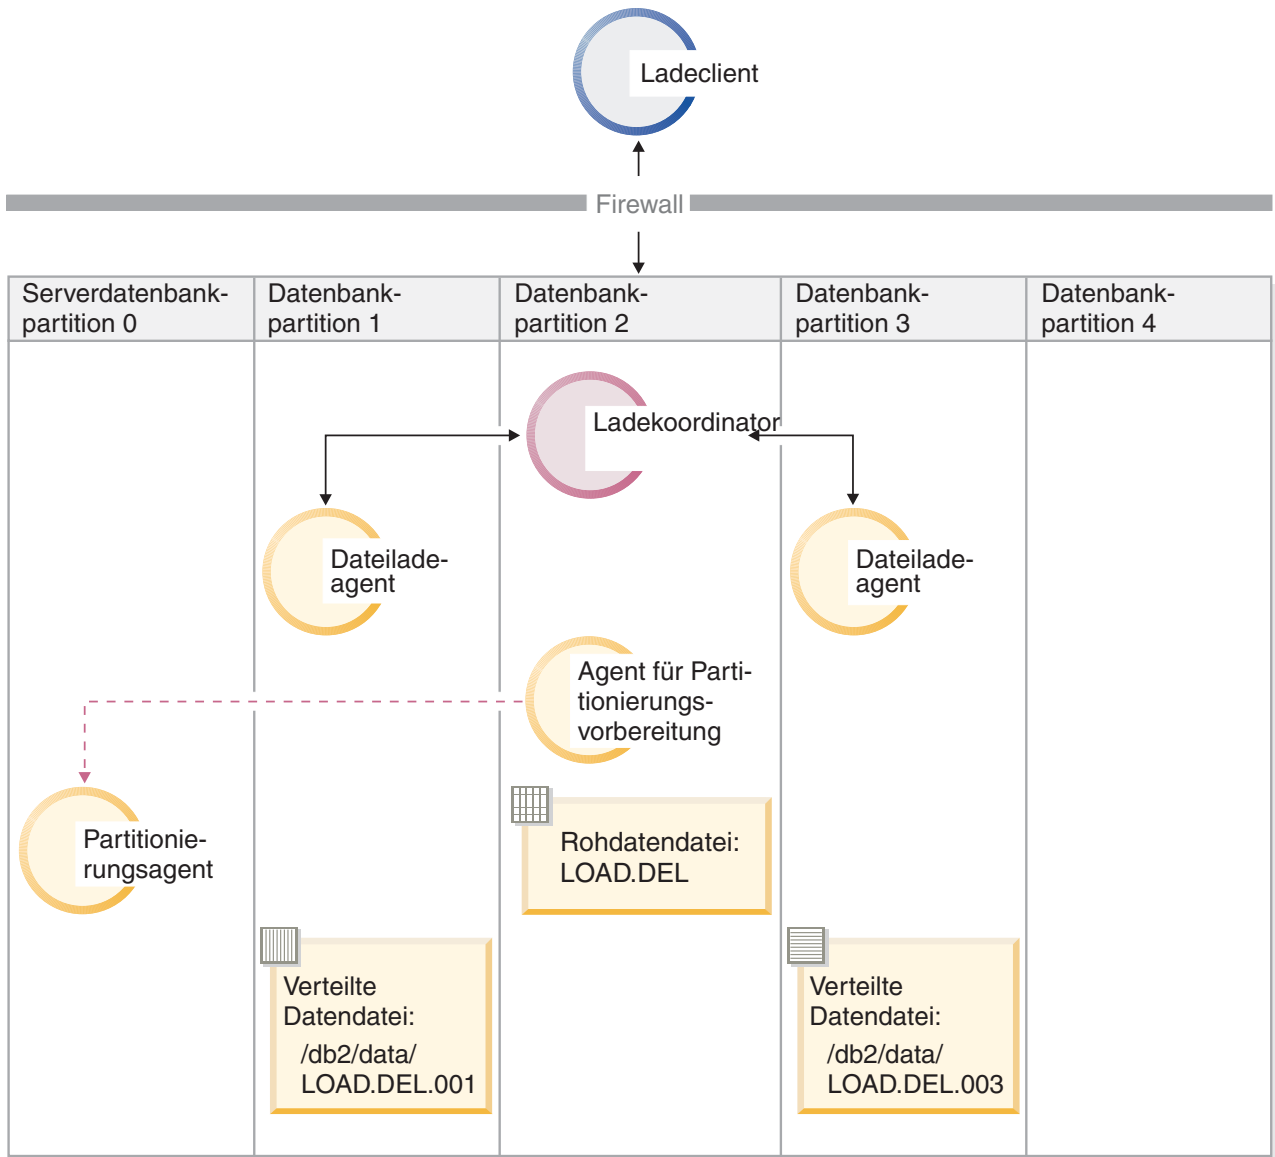 Ladeclient
Firewall
Serverdatenbank-
partition 0
Datenbank-
partition 1
Datenbank-
partition 2
Datenbank-
partition 3
Datenbank-
partition 4
Ladekoordinator
Dateilade-
agent
Dateilade-
agent
Agent für Parti-
tionierungs-
vorbereitung
Partitionie-
rungsagent
Rohdatendatei:
LOAD.DEL
Verteilte
Datendatei:
/db2/data/
LOAD.DEL.001
Verteilte
Datendatei:
/db2/data/
LOAD.DEL.003